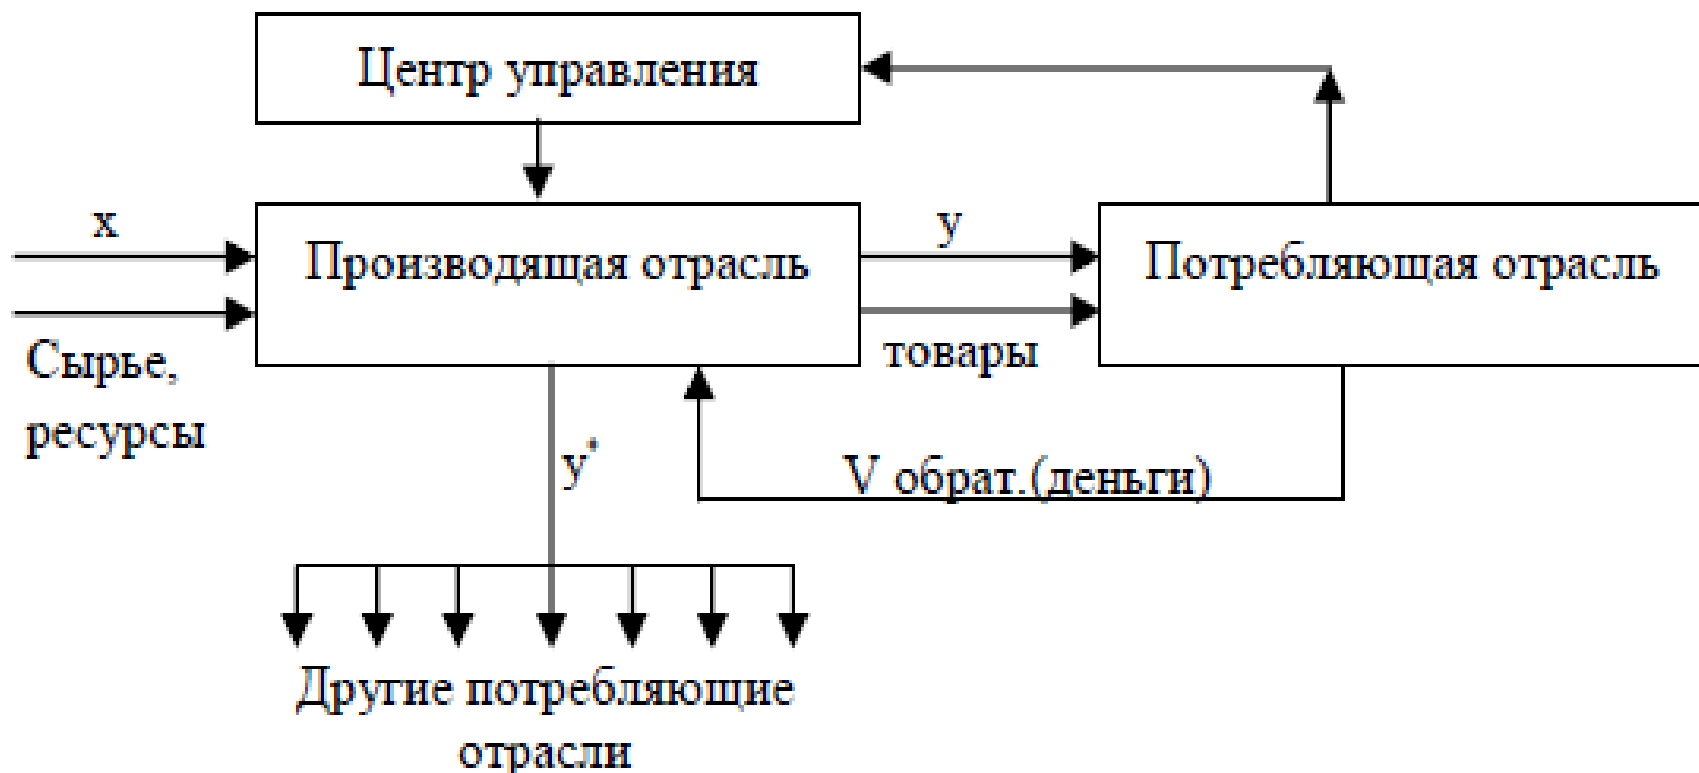 Центр управления
x
y
Производящая отрасль
Потребляющая отрасль
Сырье,
ресурсы
товары
y*
V обрат.(деньги)
Другие потребляющие
отрасли